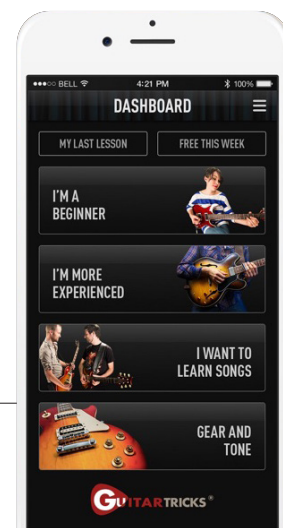 BELL 4:21 PM 100%
DASHBOARD
MY LAST LESSON FREE THIS WEEK
I'M A
BEGINNER
I'M MORE
EXPERIENCED
I WANT TO
LEARN SONGS
GEAR AND
TONE
GUITARTRICKS®